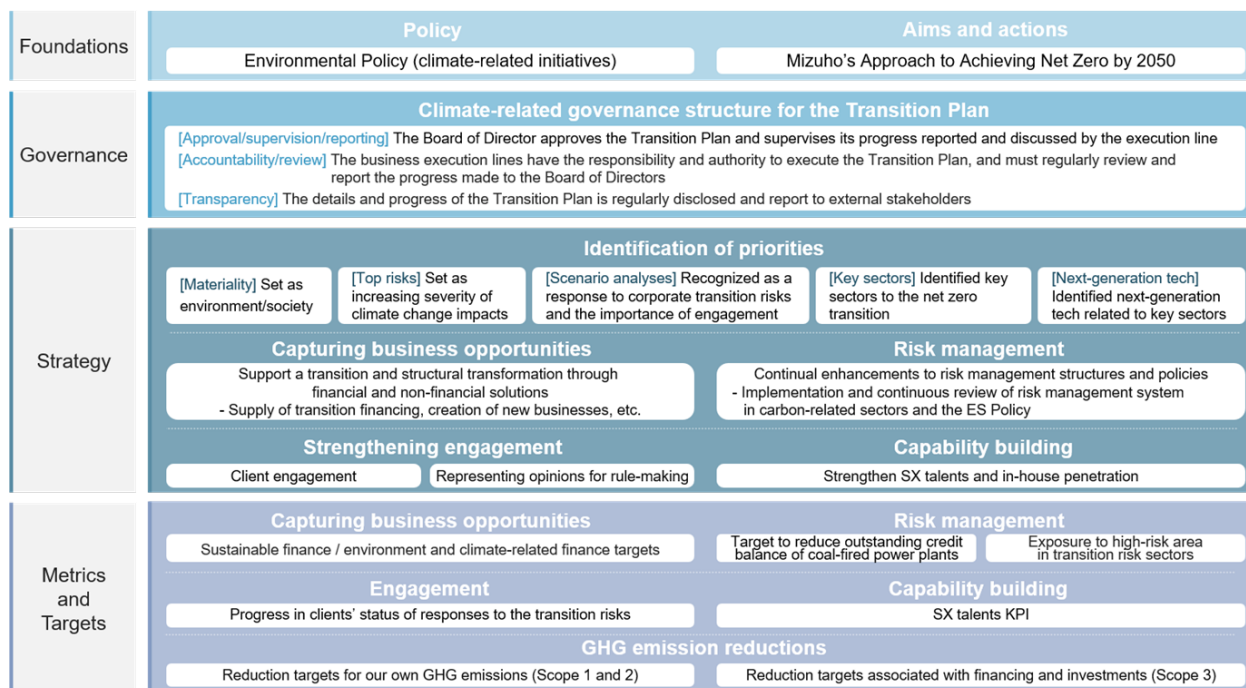 Foundations
Policy
Environmental Policy (climate-related initiatives)
Aims and actions
Mizuho's Approach to Achieving Net Zero by 2050
Governance
Climate-related governance structure for the Transition Plan
[Approval/supervision/reporting] The Board of Director approves the Transition Plan and supervises its progress reported and discussed by the execution line
[Accountability/review] The business execution lines have the responsibility and authority to execute the Transition Plan, and must regularly review and
report the progress made to the Board of Directors
[Transparency] The details and progress of the Transition Plan is regularly disclosed and report to external stakeholders
Strategy
Identification of priorities
[Materiality] Set as
environment/society
[Top risks] Set as
increasing severity of
climate change impacts
[Scenario analyses] Recognized as a
response to corporate transition risks
and the importance of engagement
[Key sectors] Identified key
sectors to the net zero
transition
[Next-generation tech]
Identified next-generation
tech related to key sectors
Capturing business opportunities
Support a transition and structural transformation through
financial and non-financial solutions
- Supply of transition financing, creation of new businesses, etc.
Risk management
Continual enhancements to risk management structures and policies
- Implementation and continuous review of risk management system
in carbon-related sectors and the ES Policy
Strengthening engagement
Client engagement
Representing opinions for rule-making
Capability building
Strengthen SX talents and in-house penetration
Metrics
and
Targets
Capturing business opportunities
Sustainable finance / environment and climate-related finance targets
Risk management
Target to reduce outstanding credit
balance of coal-fired power plants
Exposure to high-risk area
in transition risk sectors
Engagement
Progress in clients' status of responses to the transition risks
Capability building
SX talents KPI
GHG emission reductions
Reduction targets for our own GHG emissions (Scope 1 and 2)
Reduction targets associated with financing and investments (Scope 3)